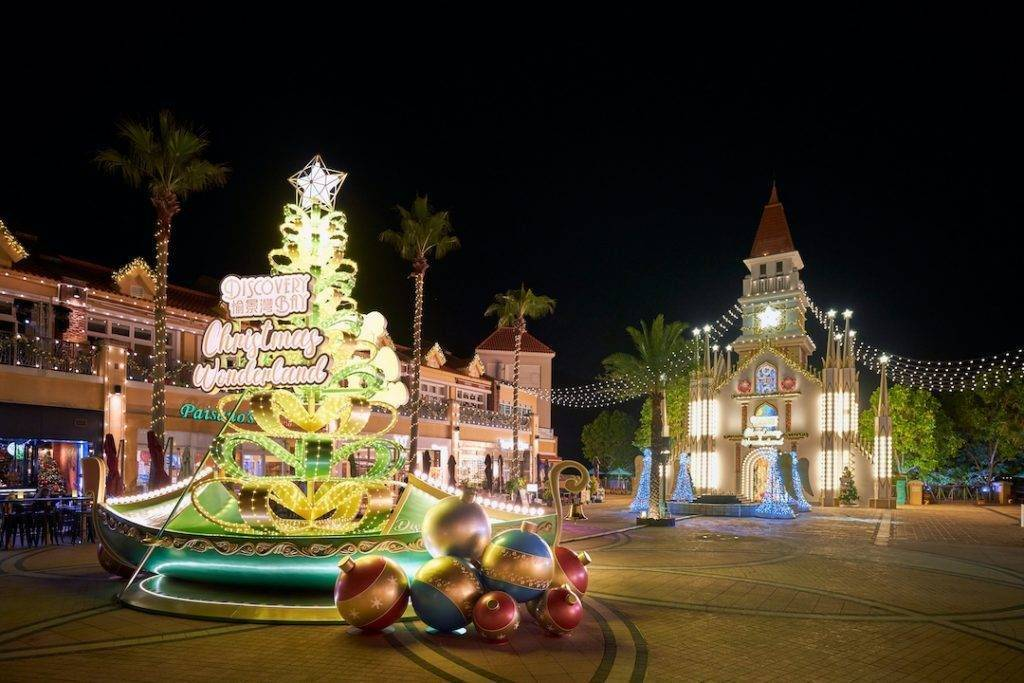 DISCOVERY
愉景灣 BAY
Christmas
Wonderland
Paisano's